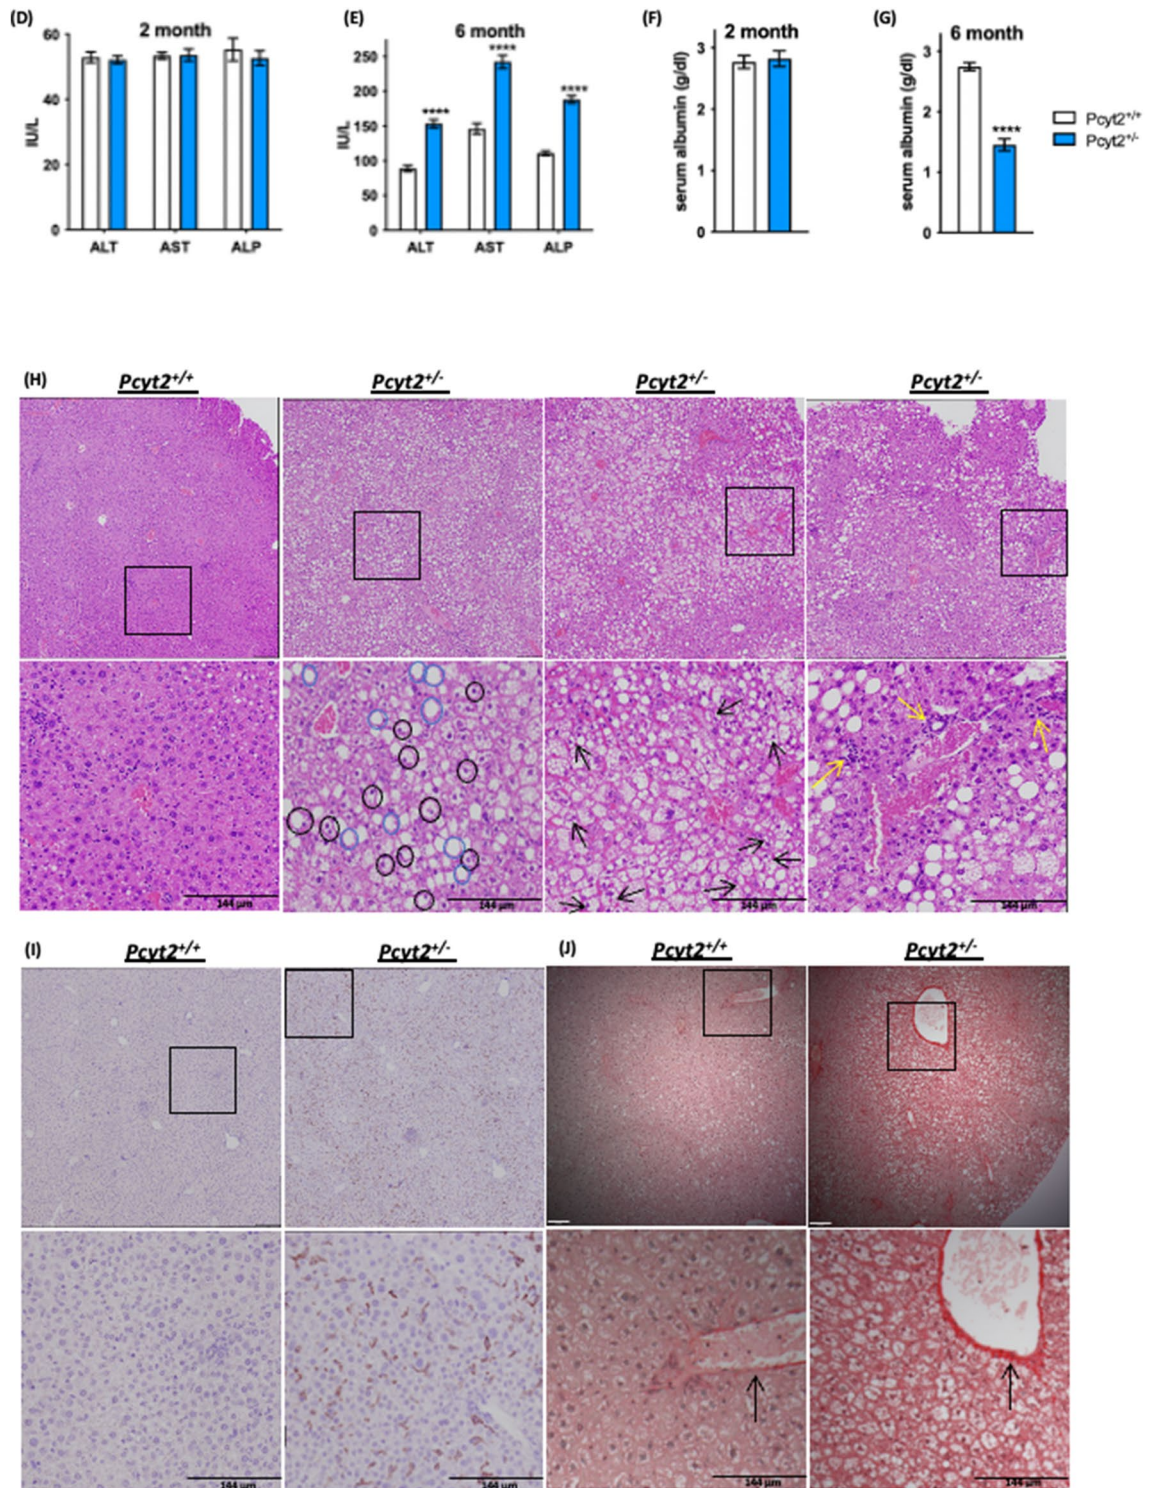 (D)
2 month
60
40
20
0
IU/L
ALT AST ALP
(E)
6 month
250
200
150
100
50
0
IU/L
**** **** ****
ALT AST ALP
(F)
2 month
3
2
1
0
serum albumin (g/dl)
(G)
6 month
3
2
1
0
serum albumin (g/dl)
****
Pcyt2+/+
Pcyt2+/-
(H)
Pcyt2+/+ Pcyt2+/- Pcyt2+/- Pcyt2+/-
144 µm 144 µm 144 µm 144 µm
(I)
Pcyt2+/+ Pcyt2+/-
(J)
Pcyt2+/+ Pcyt2+/-
144 µm 144 µm 144 µm 144 µm